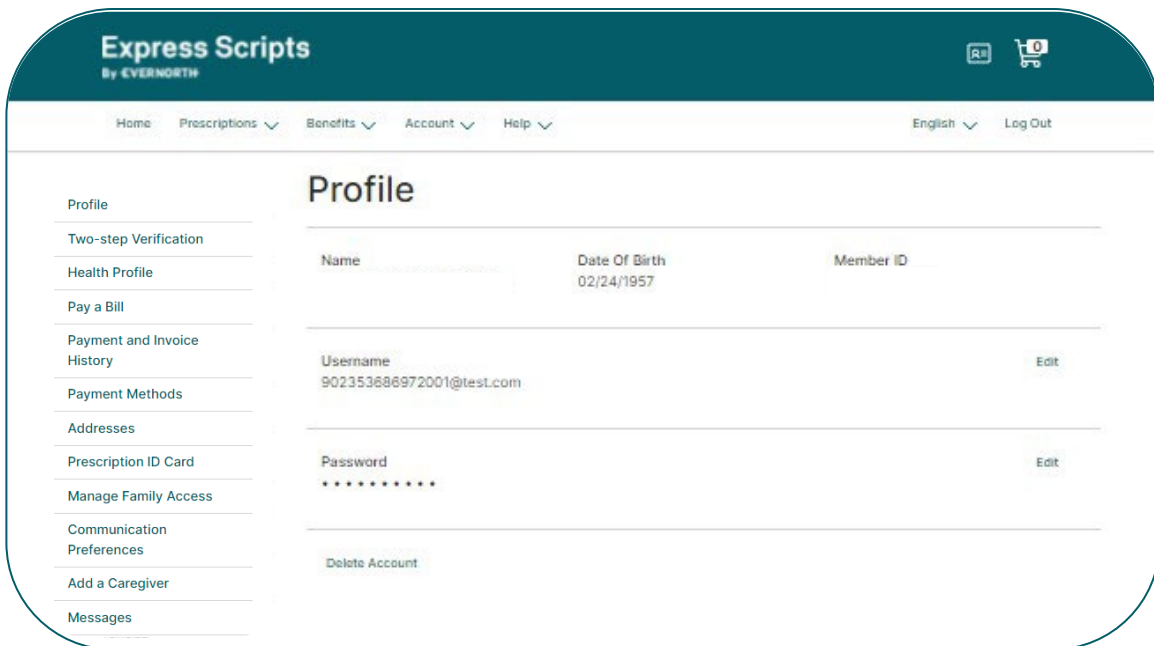 Express Scripts
By EVERNORTH
0
Home Prescriptions Benefits Account Help English Log Out
Profile
Profile
Two-step Verification
Health Profile
Pay a Bill
Payment and Invoice
History
Payment Methods
Addresses
Prescription ID Card
Manage Family Access
Communication
Preferences
Add a Caregiver
Messages
Name Date Of Birth Member ID
02/24/1957
Username Edit
902353686972001@test.com
Password Edit
••••••••••
Delete Account